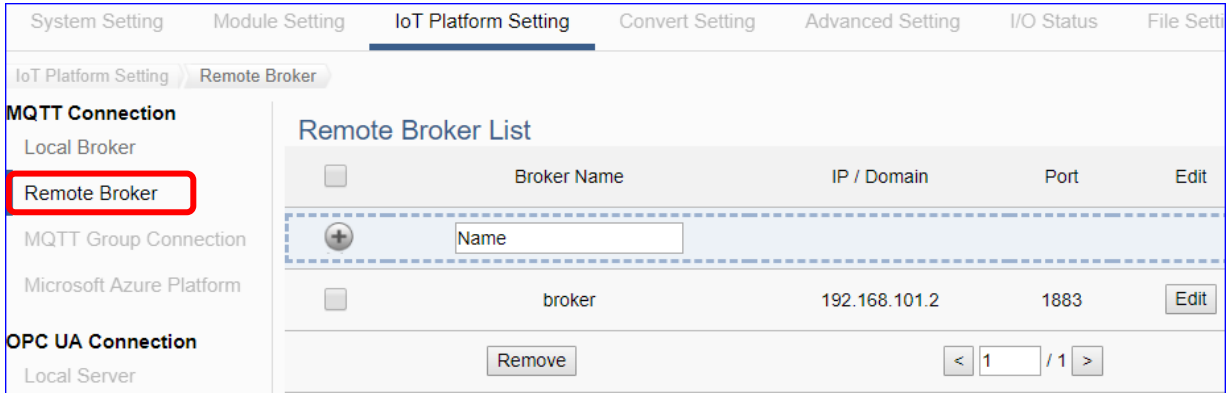 System Setting Module Setting IoT Platform Setting Convert Setting Advanced Setting I/O Status File Setti
IoT Platform Setting Remote Broker
MQTT Connection
Local Broker
Remote Broker
MQTT Group Connection
Microsoft Azure Platform
OPC UA Connection
Local Server
Remote Broker List
Broker Name IP / Domain Port Edit
Name
broker 192.168.101.2 1883 Edit
Remove < 1 / 1 >